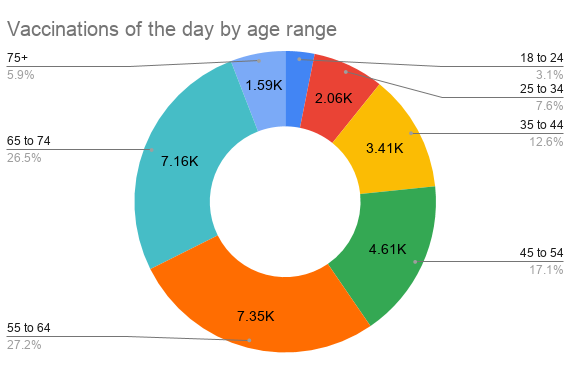 Vaccinations of the day by age range
75+
5.9%
18 to 24
3.1%
25 to 34
7.6%
35 to 44
12.6%
45 to 54
17.1%
55 to 64
27.2%
65 to 74
26.5%
1.59K
2.06K
3.41K
4.61K
7.35K
7.16K